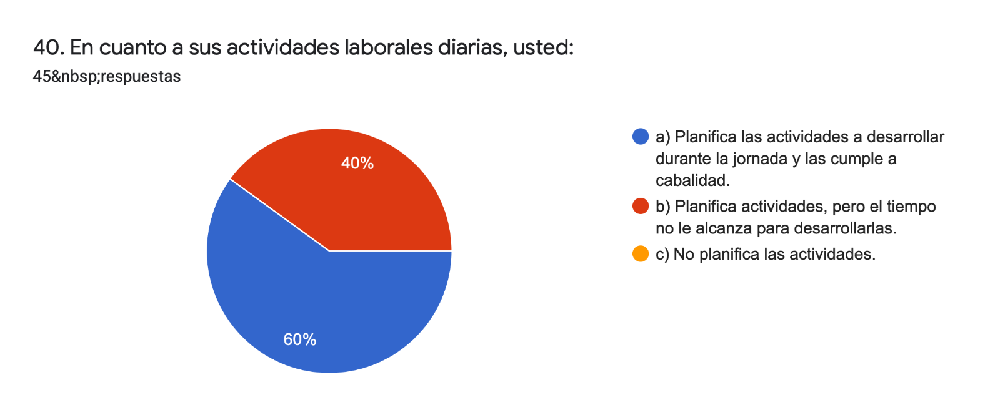 40. En cuanto a sus actividades laborales diarias, usted:
45&nbsp;respuestas
40%
60%
a) Planifica las actividades a desarrollar
durante la jornada y las cumple a
cabalidad.
b) Planifica actividades, pero el tiempo
no le alcanza para desarrollarlas.
c) No planifica las actividades.